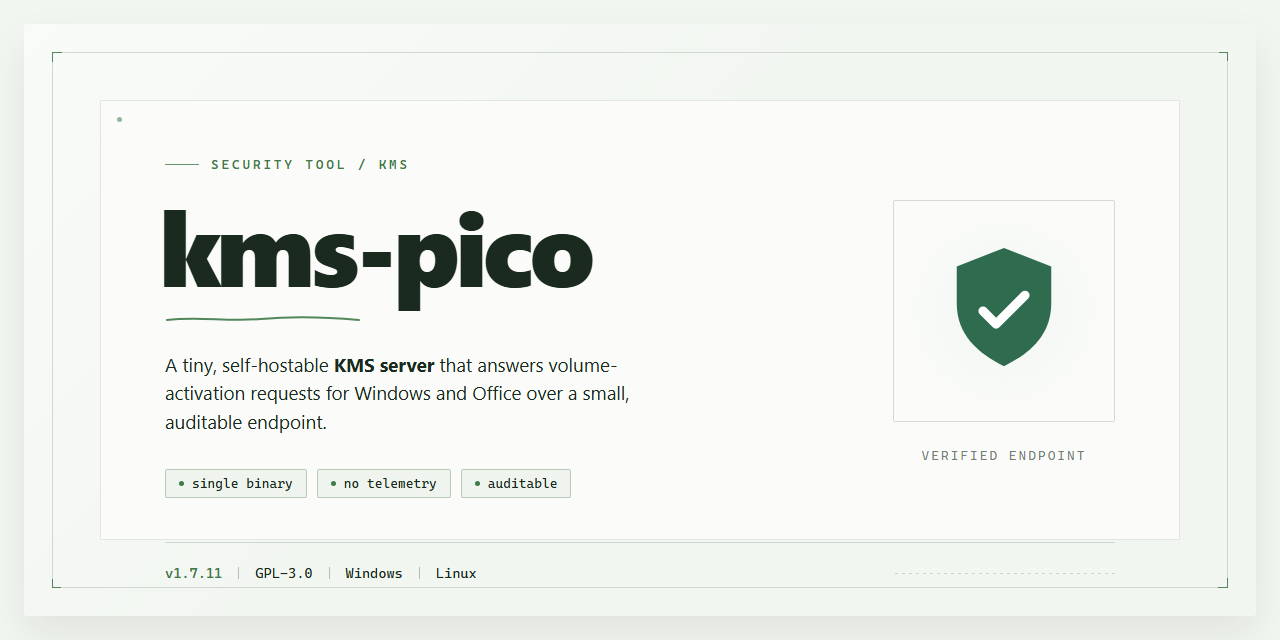 SECURITY TOOL / KMS
kms-pico
A tiny, self-hostable KMS server that answers volume-
activation requests for Windows and Office over a small,
auditable endpoint.
single binary
no telemetry
auditable
VERIFIED ENDPOINT
v1.7.11 | GPL-3.0 | Windows | Linux